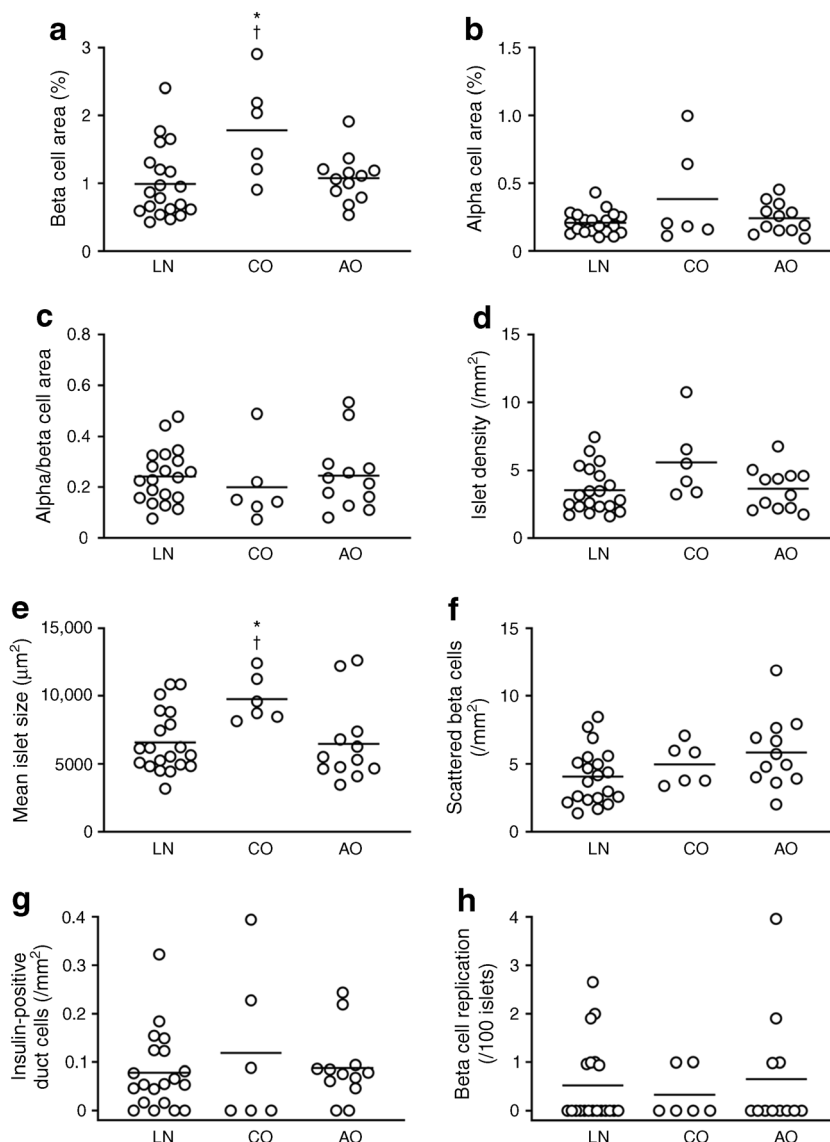 a
*
†
Beta cell area (%)
3
2
1
0
LN CO AO
b
Alpha cell area (%)
1.5
1.0
0.5
0
LN CO AO
c
Alpha/beta cell area
0.8
0.6
0.4
0.2
0
LN CO AO
d
Islet density (/mm²)
15
10
5
0
LN CO AO
e
*
†
Mean islet size (μm²)
15,000
10,000
5000
0
LN CO AO
f
Scattered beta cells
(/mm²)
15
10
5
0
LN CO AO
g
Insulin-positive
duct cells (/mm²)
0.4
0.3
0.2
0.1
0
LN CO AO
h
Beta cell replication
(/100 islets)
4
3
2
1
0
LN CO AO